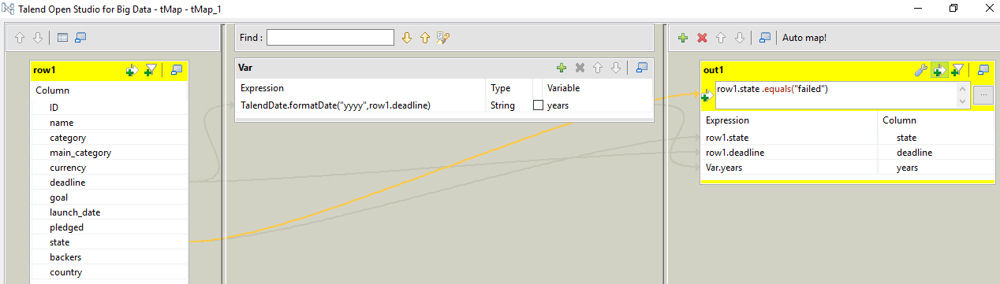 Talend Open Studio for Big Data - tMap - tMap_1
Find :
Auto map!
row1
Column
ID
name
category
main_category
currency
deadline
goal
launch_date
pledged
state
backers
country
Var
Expression Type Variable
TalendDate.formatDate("yyyy",row1.deadline) String years
out1
row1.state .equals("failed")
...
Expression Column
row1.state state
row1.deadline deadline
Var.years years